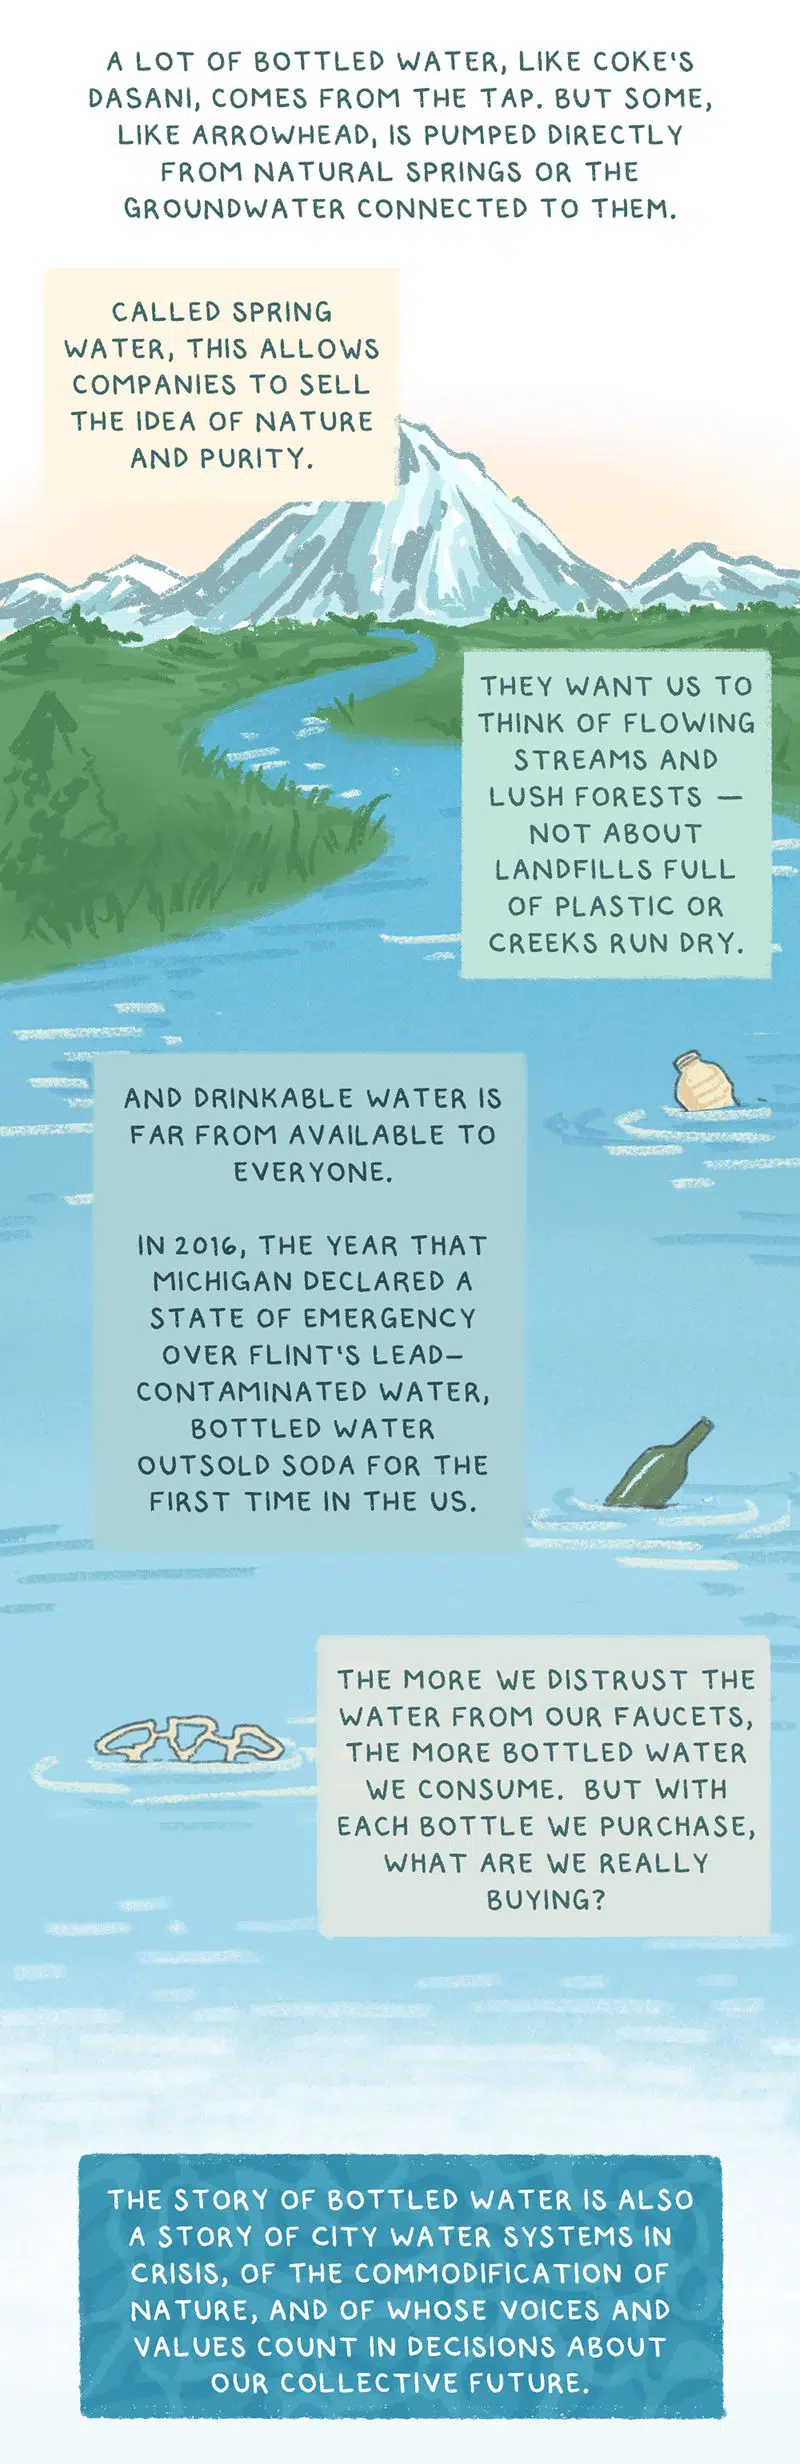 A LOT OF BOTTLED WATER, LIKE COKE'S
DASANI, COMES FROM THE TAP. BUT SOME,
LIKE ARROWHEAD, IS PUMPED DIRECTLY
FROM NATURAL SPRINGS OR THE
GROUNDWATER CONNECTED TO THEM.
CALLED SPRING
WATER, THIS ALLOWS
COMPANIES TO SELL
THE IDEA OF NATURE
AND PURITY.
THEY WANT US TO
THINK OF FLOWING
STREAMS AND
LUSH FORESTS —
NOT ABOUT
LANDFILLS FULL
OF PLASTIC OR
CREEKS RUN DRY.
AND DRINKABLE WATER IS
FAR FROM AVAILABLE TO
EVERYONE.
IN 2016, THE YEAR THAT
MICHIGAN DECLARED A
STATE OF EMERGENCY
OVER FLINT'S LEAD-
CONTAMINATED WATER,
BOTTLED WATER
OUTSOLD SODA FOR THE
FIRST TIME IN THE US.
THE MORE WE DISTRUST THE
WATER FROM OUR FAUCETS,
THE MORE BOTTLED WATER
WE CONSUME. BUT WITH
EACH BOTTLE WE PURCHASE,
WHAT ARE WE REALLY
BUYING?
THE STORY OF BOTTLED WATER IS ALSO
A STORY OF CITY WATER SYSTEMS IN
CRISIS, OF THE COMMODIFICATION OF
NATURE, AND OF WHOSE VOICES AND
VALUES COUNT IN DECISIONS ABOUT
OUR COLLECTIVE FUTURE.